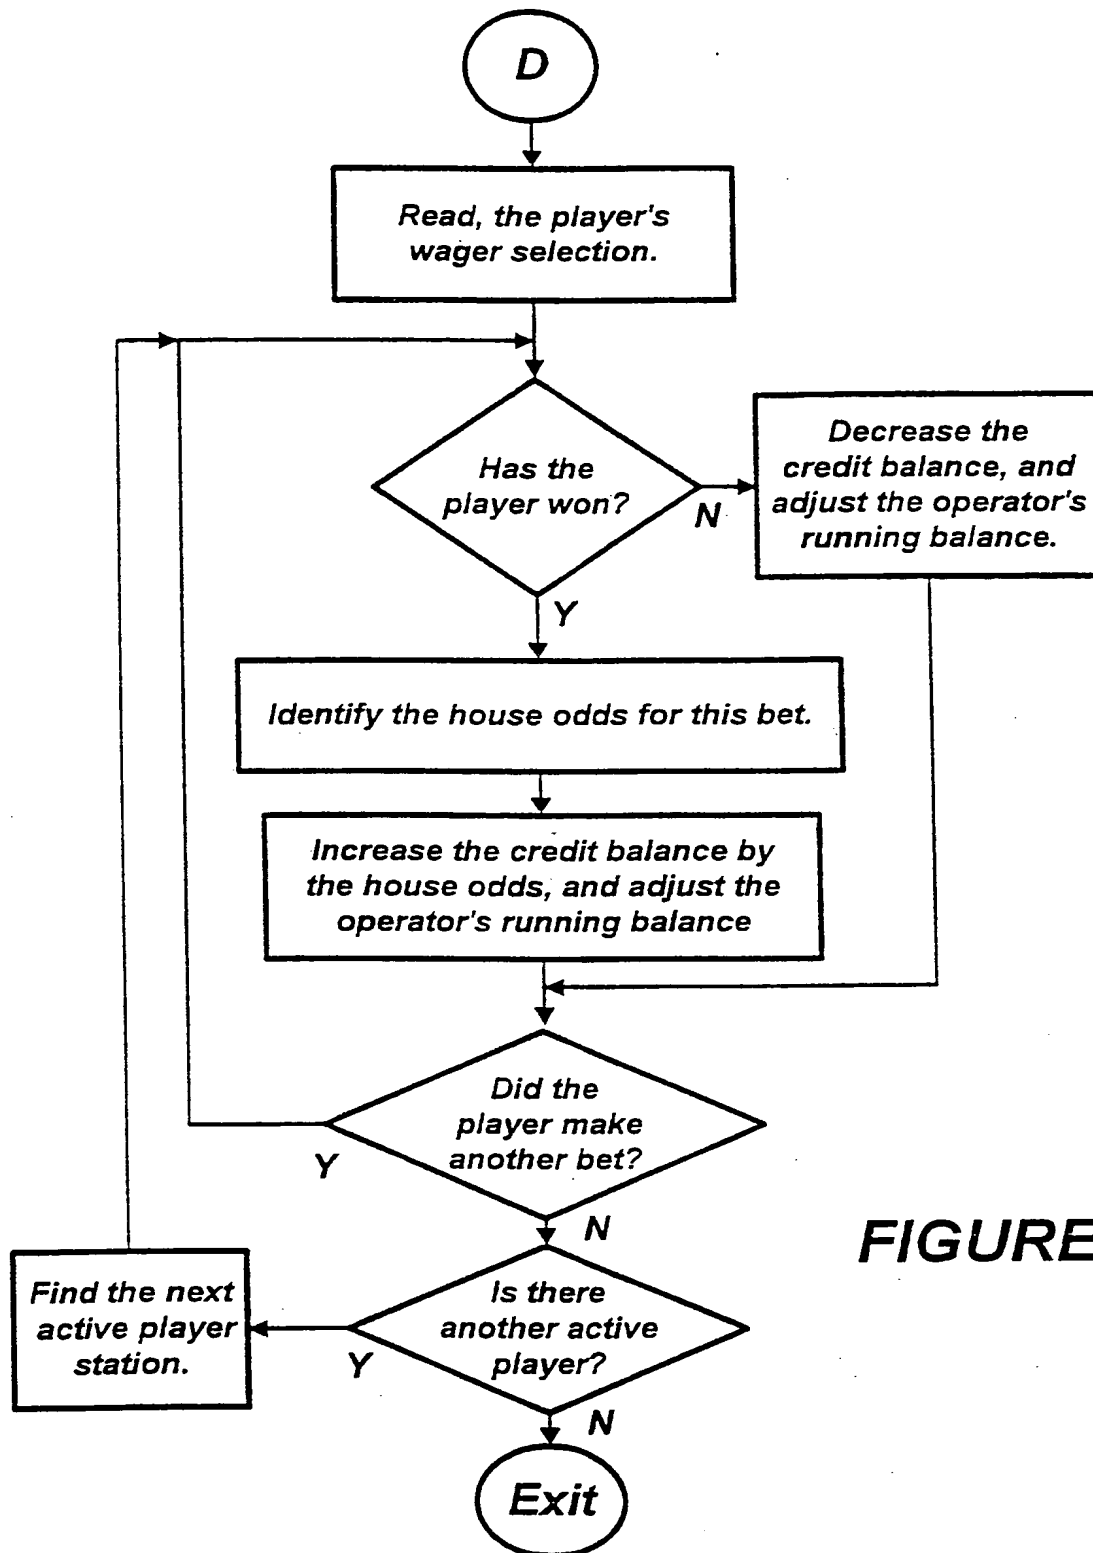 D
Read, the player's
wager selection.
Has the
player won?
N
Decrease the
credit balance, and
adjust the operator's
running balance.
Y
Identify the house odds for this bet.
Increase the credit balance by
the house odds, and adjust the
operator's running balance
Did the
player make
another bet?
Y
N
FIGURE
Find the next
active player
station.
Is there
another active
player?
Y
N
Exit